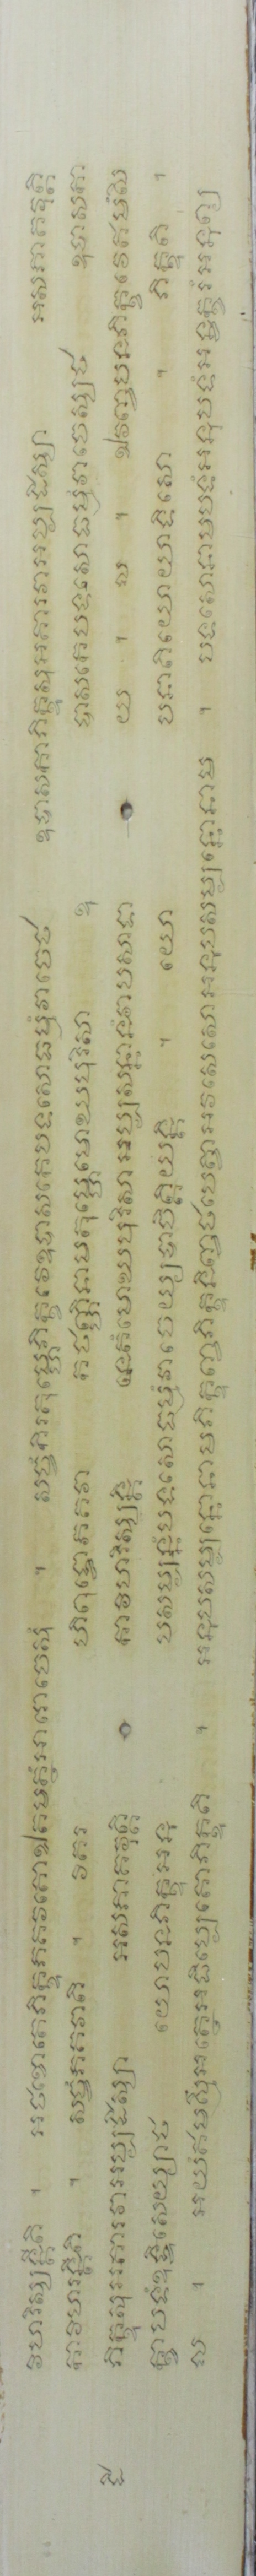 វិហរិស្សន្តីតិ ។ អថខោតេភិក្ខូភគវតោឯតមត្ថំអារោចេសុំ ។ សច្ចំកិរតុម្ហេភិក្ខវេឧបាសកេបទសោធម្មំវាចេថ ឧបាសកាភិក្ខូសុអគារវាអប្បដិស្សា អសភាគវុត្តិ
កាវិហរន្តីតិ ។ សច្ចំភគវាតិ ។ វិគរ ហិពុទ្ធោភគវា កថញ្ហិនាមតុម្ហេមោឃបុរិសា ឧ បាសកេបទសោធម្មំវាចេស្សថ ឧបាសកា
ឌី ភិក្ខូសុអគារវាអប្បដិស្សា អសភាគវុត្តិ កាវិហរិស្សន្តិ នេតំមោឃបុរិសាអប្បសន្នានំវាបសាទា យ ។ ល ។ ឯវញ្ចបនភិក្ខវេឥមំសិ
ក្ខាបទំឧទ្ទិសេយ្យាថ យោបនភិក្ខុអនុ បសម្បន្នំបទសោធម្មំវាចេយ្យបាចិត្តិយន្តិ ។ យោ បនាតិយោយាទិសោ ។ ភិក្ខូតិ ។
ល ។ អយំឥមស្មឹអត្ថេអធិប្បេតោភិក្ខូតិ ។ អនុបសម្បន្នោនាមភិក្ខុញ្ចភិក្ខុនិញ្ចថបេត្វាអវសេសោអនុបសម្បន្នោនាម ។ បទសោនាមបទំអនុបទំអន្វក្ខរំអនុព្យ